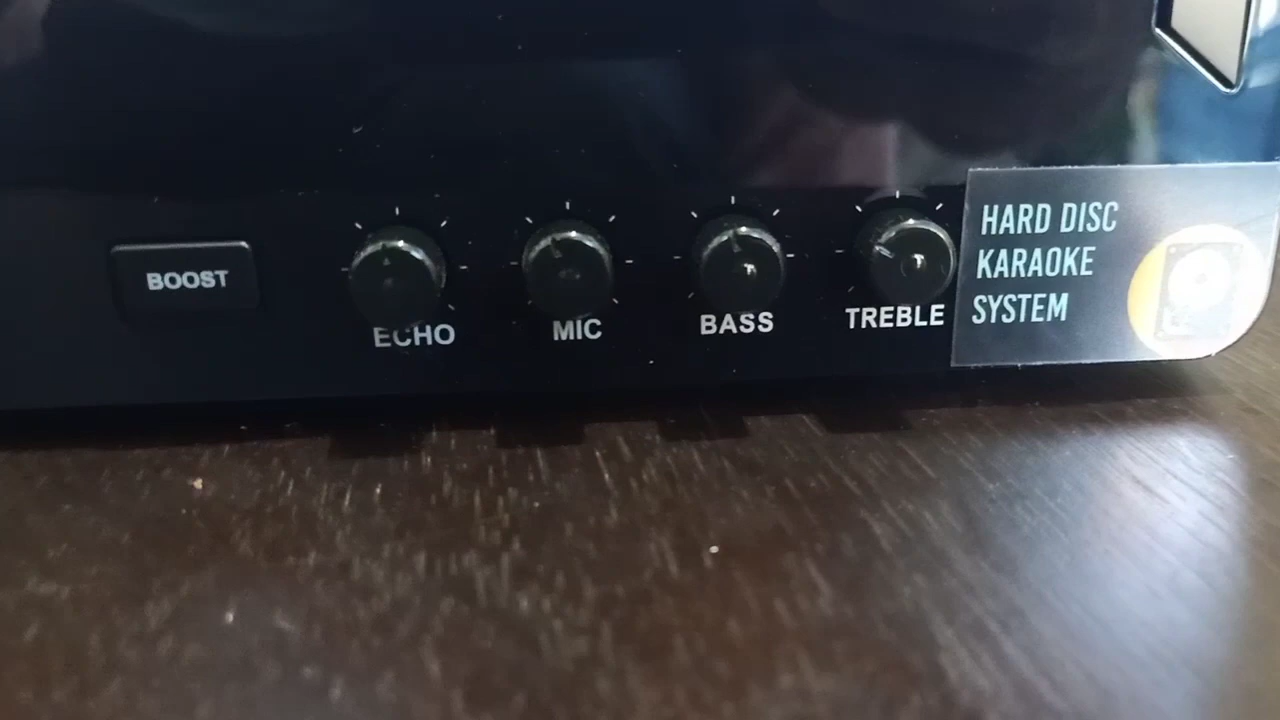 BOOST
ECHO
MIC
BASS
TREBLE
HARD DISC
KARAOKE
SYSTEM